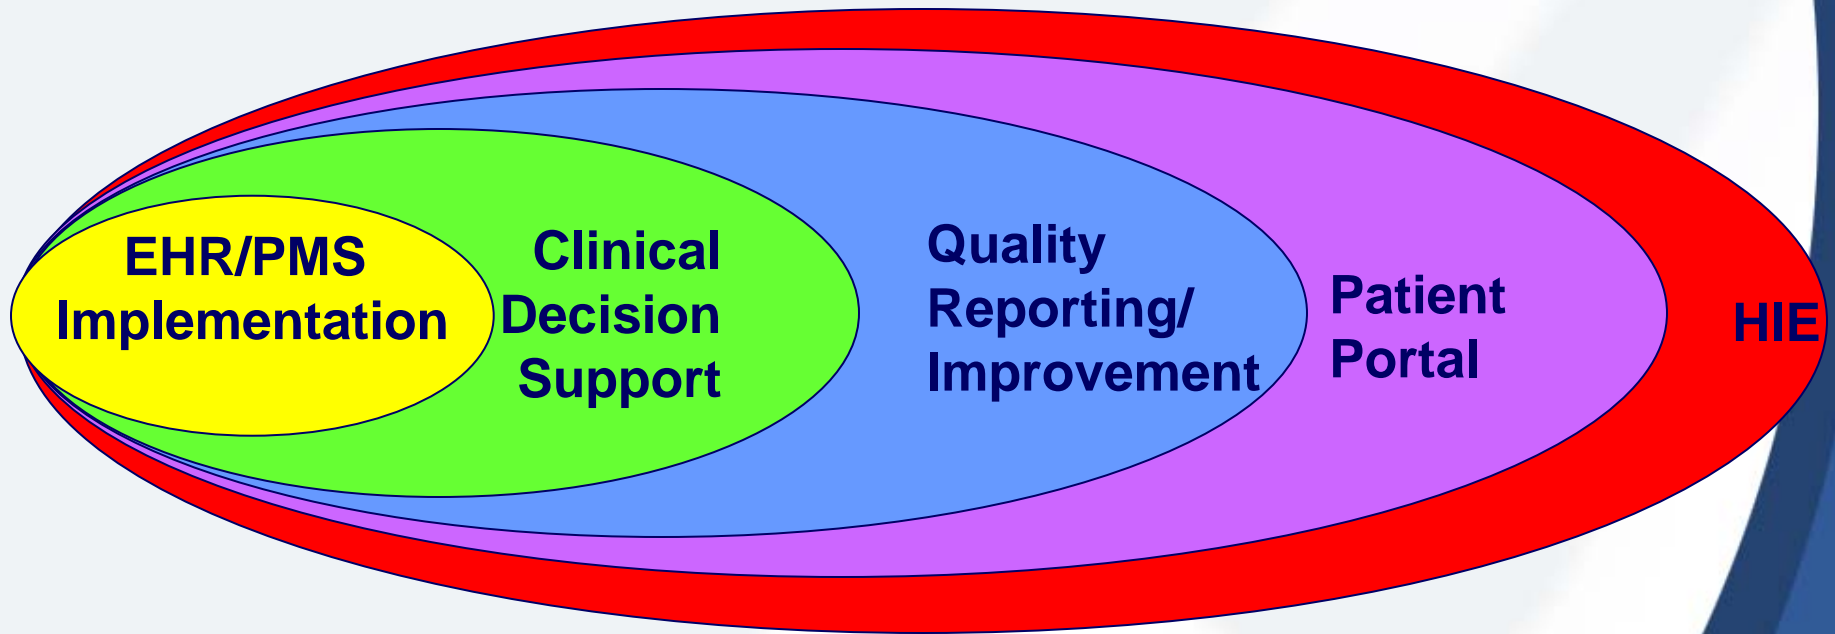 EHR/PMS
Implementation
Clinical
Decision
Support
Quality
Reporting/
Improvement
Patient
Portal
HIE